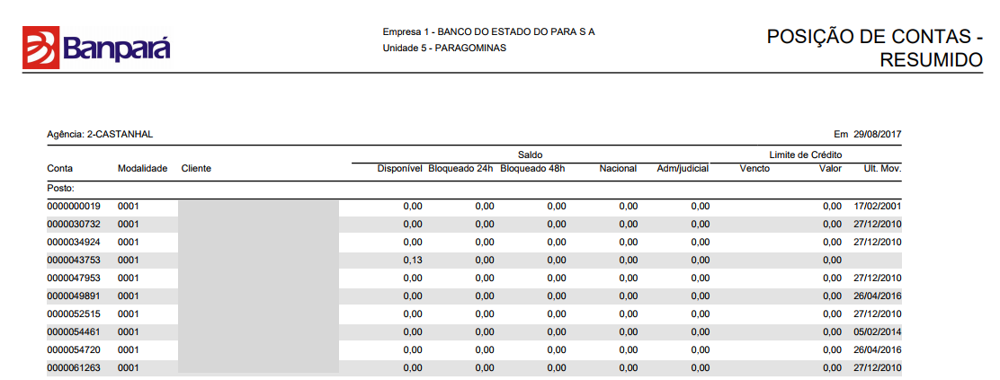 Banpará
Empresa 1 - BANCO DO ESTADO DO PARA S A
Unidade 5 - PARAGOMINAS
POSIÇÃO DE CONTAS -
RESUMIDO
Agência: 2-CASTANHAL Em 29/08/2017
Saldo Limite de Crédito
Conta Modalidade Cliente Disponível Bloqueado 24h Bloqueado 48h Nacional Adm/judicial Vencto Valor Ult. Mov.
Posto:
0000000019 0001 0,00 0,00 0,00 0,00 0,00 0,00 17/02/2001
0000030732 0001 0,00 0,00 0,00 0,00 0,00 0,00 27/12/2010
0000034924 0001 0,00 0,00 0,00 0,00 0,00 0,00 27/12/2010
0000043753 0001 0,13 0,00 0,00 0,00 0,00 0,00
0000047953 0001 0,00 0,00 0,00 0,00 0,00 0,00 27/12/2010
0000049891 0001 0,00 0,00 0,00 0,00 0,00 0,00 26/04/2016
0000052515 0001 0,00 0,00 0,00 0,00 0,00 0,00 27/12/2010
0000054461 0001 0,00 0,00 0,00 0,00 0,00 0,00 05/02/2014
0000054720 0001 0,00 0,00 0,00 0,00 0,00 0,00 26/04/2016
0000061263 0001 0,00 0,00 0,00 0,00 0,00 0,00 27/12/2010